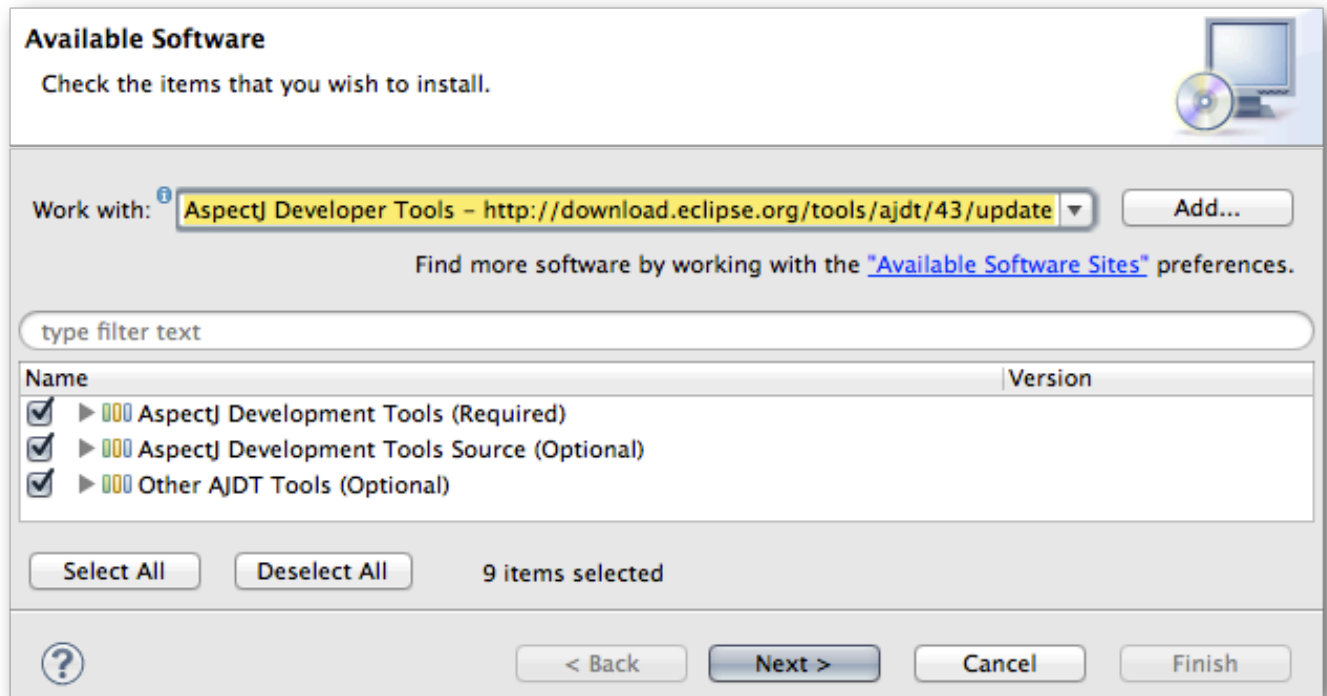 Available Software
Check the items that you wish to install.
Work with: AspectJ Developer Tools – http://download.eclipse.org/tools/ajdt/43/update Add...
Find more software by working with the "Available Software Sites" preferences.
type filter text
Name Version
AspectJ Development Tools (Required)
AspectJ Development Tools Source (Optional)
Other AJDT Tools (Optional)
Select All Deselect All 9 items selected
? < Back Next > Cancel Finish